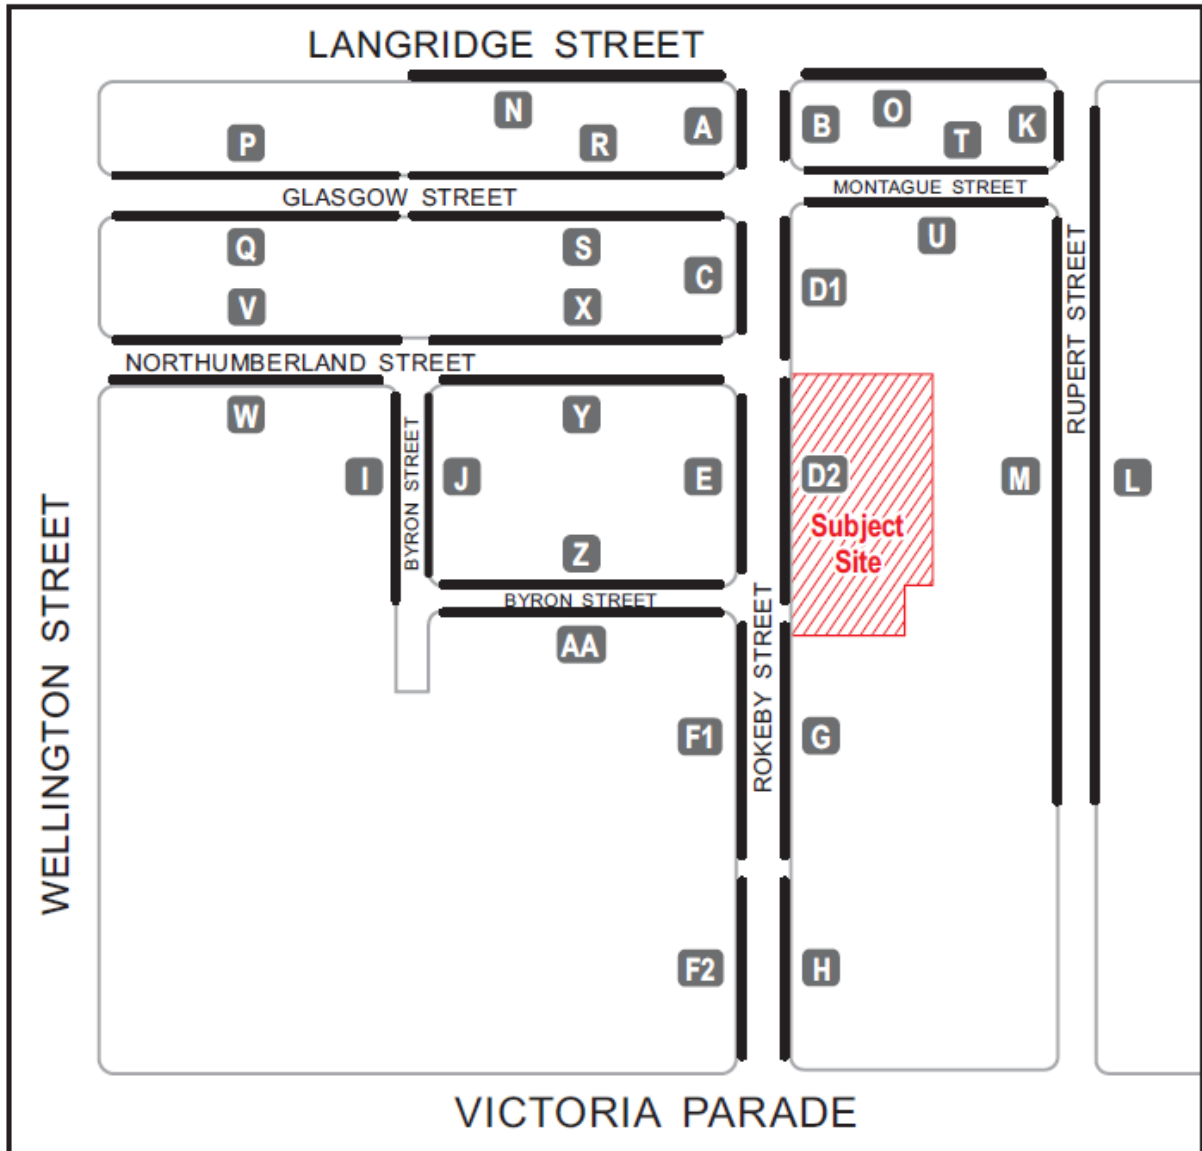 LANGRIDGE STREET
N
A
B
O
K
P
R
T
GLASGOW STREET
MONTAGUE STREET
Q
S
C
U
D1
V
X
RUPERT STREET
NORTHUMBERLAND STREET
W
Y
I
BYRON STREET
J
E
D2
M
L
Subject
Site
Z
BYRON STREET
AA
WELLINGTON STREET
ROKEBY STREET
F1
G
F2
H
VICTORIA PARADE